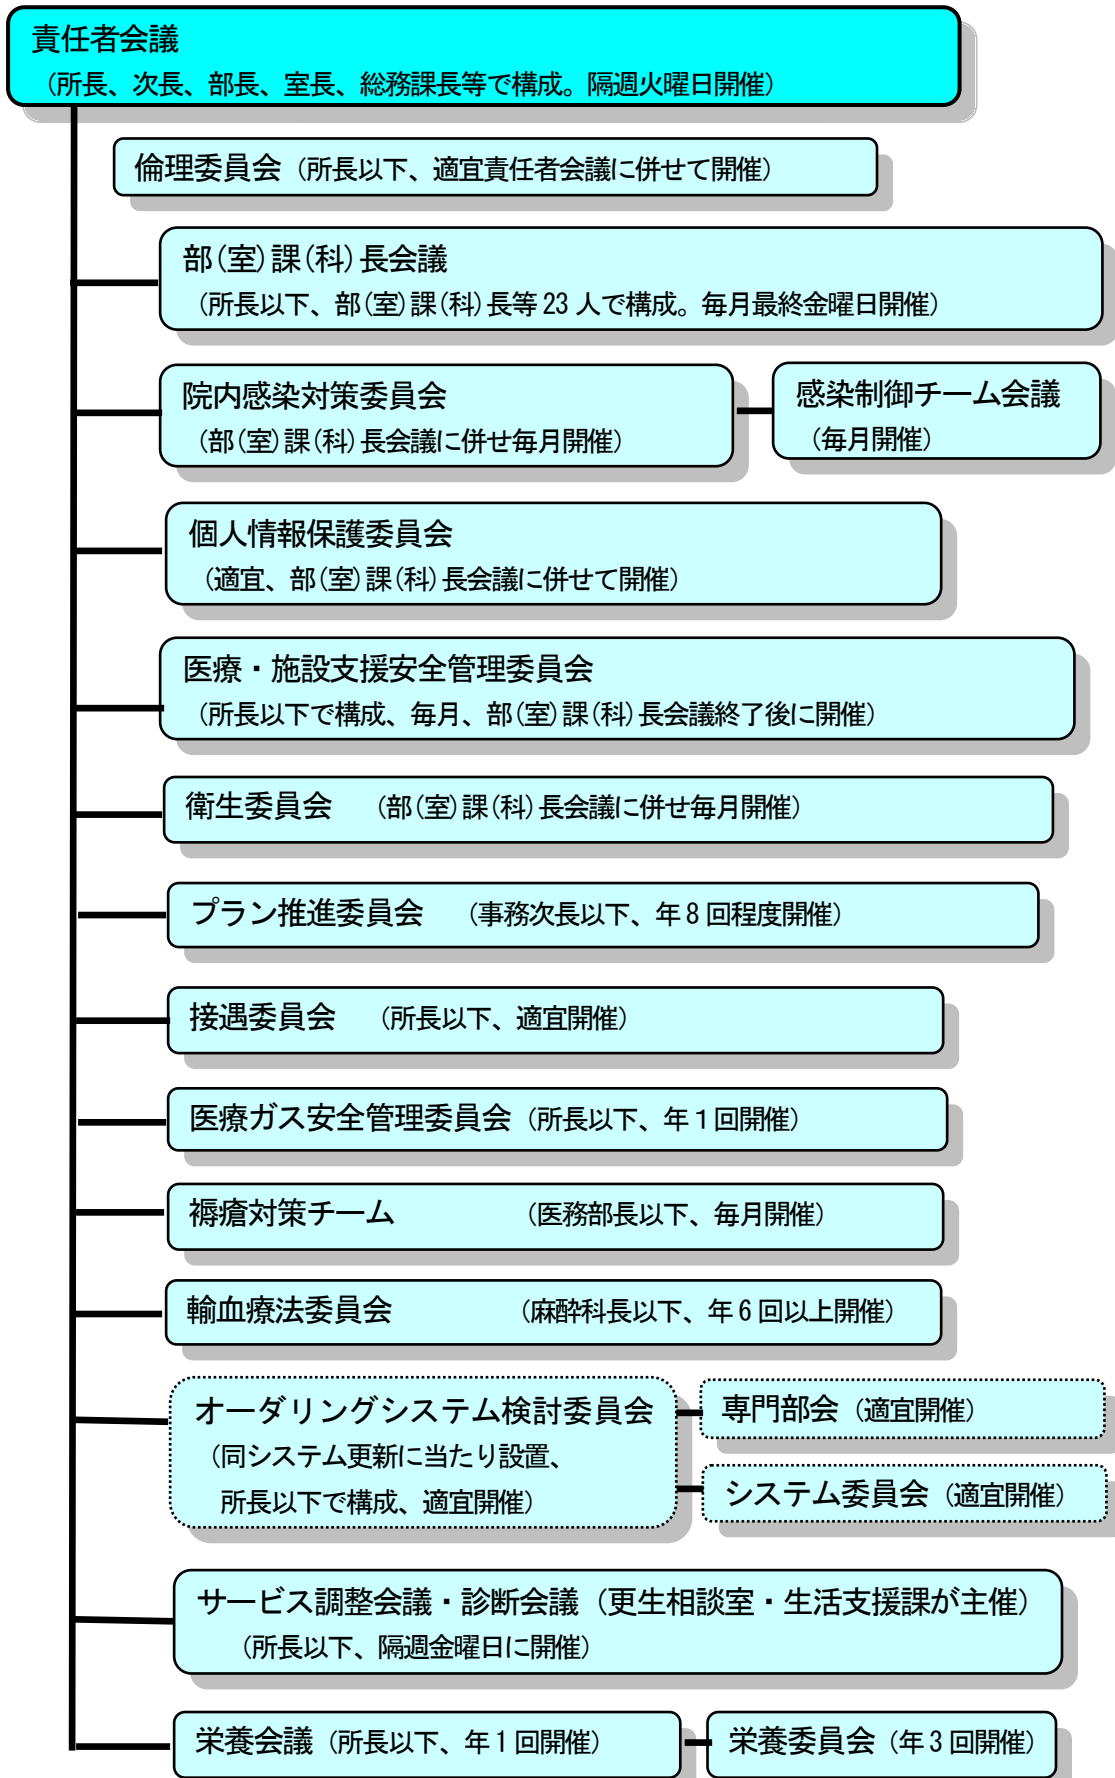 責任者会議
（所長、次長、部長、室長、総務課長等で構成。隔週火曜日開催）
倫理委員会（所長以下、適宜責任者会議に併せて開催）
部（室）課（科）長会議
（所長以下、部（室）課（科）長等 23 人で構成。毎月最終金曜日開催）
院内感染対策委員会
（部（室）課（科）長会議に併せ毎月開催）
感染制御チーム会議
（毎月開催）
個人情報保護委員会
（適宜、部（室）課（科）長会議に併せて開催）
医療・施設支援安全管理委員会
（所長以下で構成、毎月、部（室）課（科）長会議終了後に開催）
衛生委員会　（部（室）課（科）長会議に併せ毎月開催）
プラン推進委員会　（事務次長以下、年 8 回程度開催）
接遇委員会　（所長以下、適宜開催）
医療ガス安全管理委員会（所長以下、年１回開催）
褥瘡対策チーム　（医務部長以下、毎月開催）
輸血療法委員会　（麻酔科長以下、年 6 回以上開催）
オーダリングシステム検討委員会
（同システム更新に当たり設置、
所長以下で構成、適宜開催）
専門部会（適宜開催）
システム委員会（適宜開催）
サービス調整会議・診断会議（更生相談室・生活支援課が主催）
（所長以下、隔週金曜日に開催）
栄養会議（所長以下、年 1 回開催）
栄養委員会（年 3 回開催）